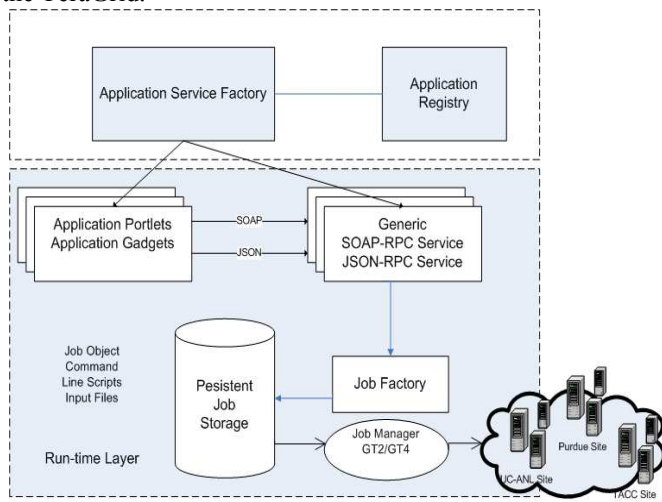 the TeraGrid.
Application Service Factory
Application
Registry
Application Portlets
Application Gadgets
SOAP
JSON
Generic
SOAP-RPC Service
JSON-RPC Service
Job Object
Command
Line Scripts
Input Files
Pesistent
Job
Storage
Job Factory
Job Manager
GT2/GT4
Run-time Layer
Purdue Site
UC-ANL Site
TACC Site